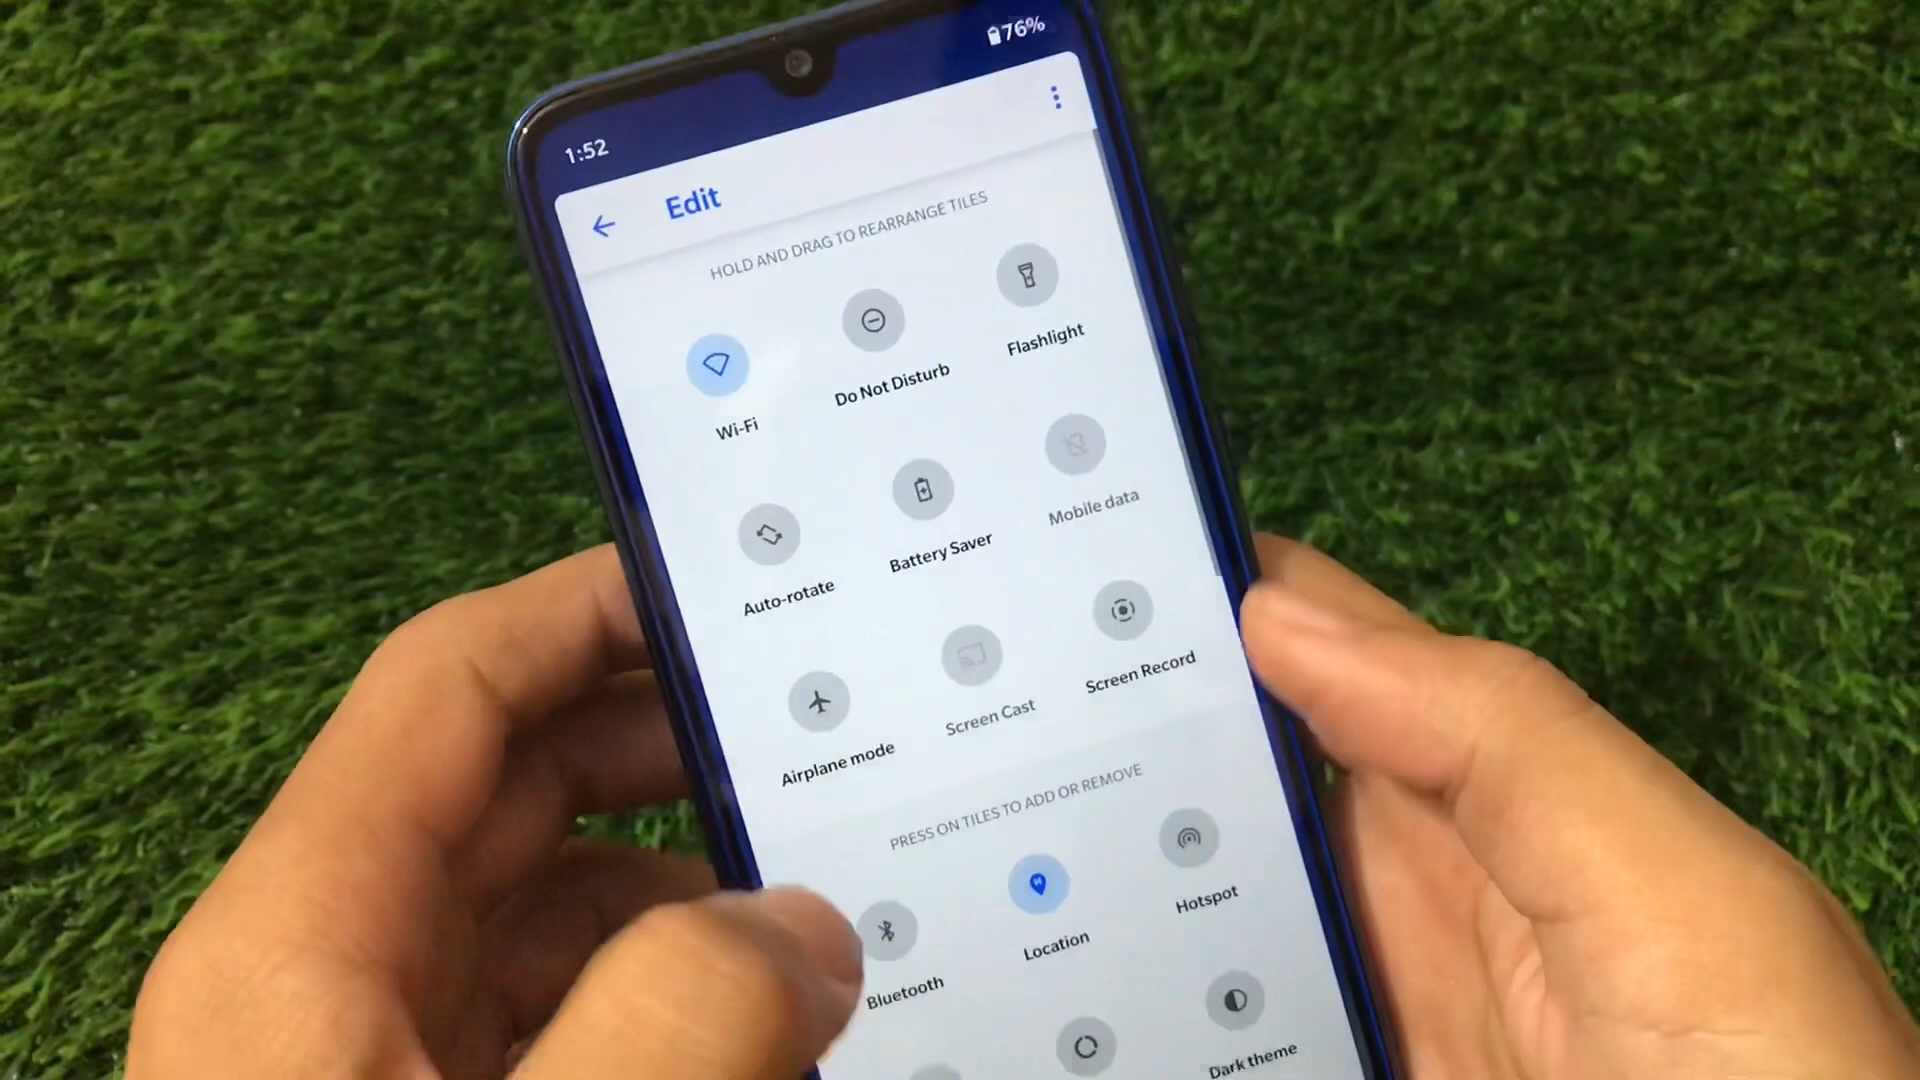 1:52
76%
Edit
HOLD AND DRAG TO REARRANGE TILES
Wi-Fi
Do Not Disturb
Flashlight
Auto-rotate
Battery Saver
Mobile data
Airplane mode
Screen Cast
Screen Record
PRESS ON TILES TO ADD OR REMOVE
Bluetooth
Location
Hotspot
Dark theme